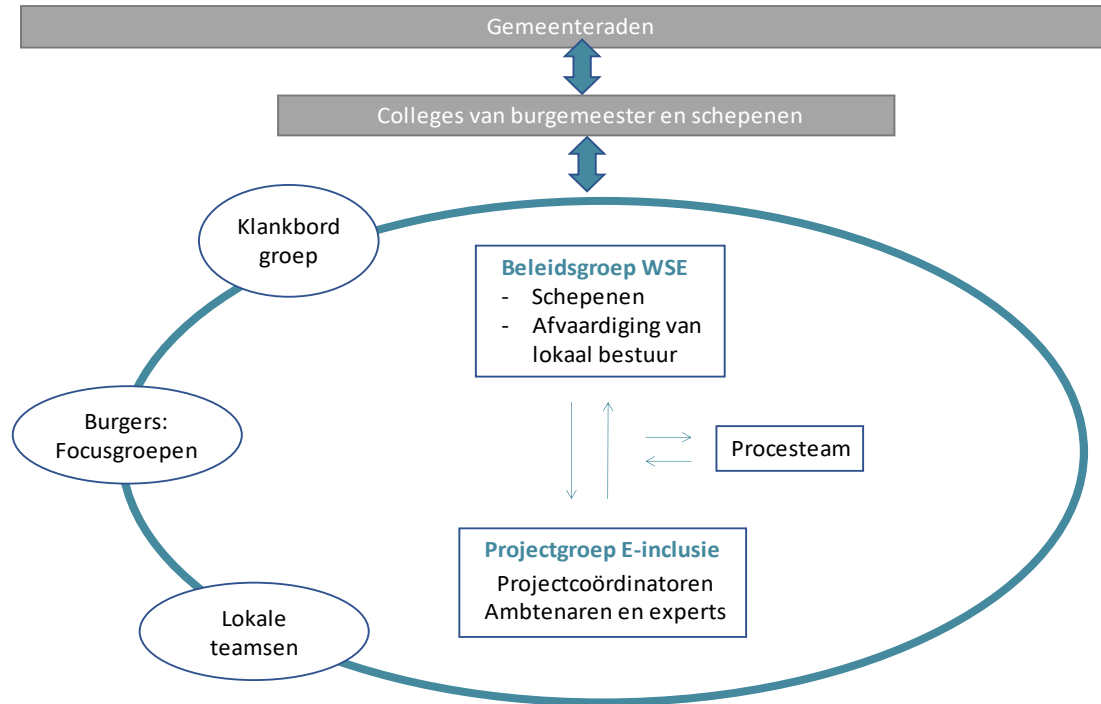 Gemeenteraden
Colleges van burgemeester en schepenen
Klankbord
groep
Beleidsgroep WSE
- Schepenen
- Afvaardiging van
lokaal bestuur
Burgers:
Focusgroepen
Procesteam
Projectgroep E-inclusie
Projectcoördinatoren
Ambtenaren en experts
Lokale
teamsen